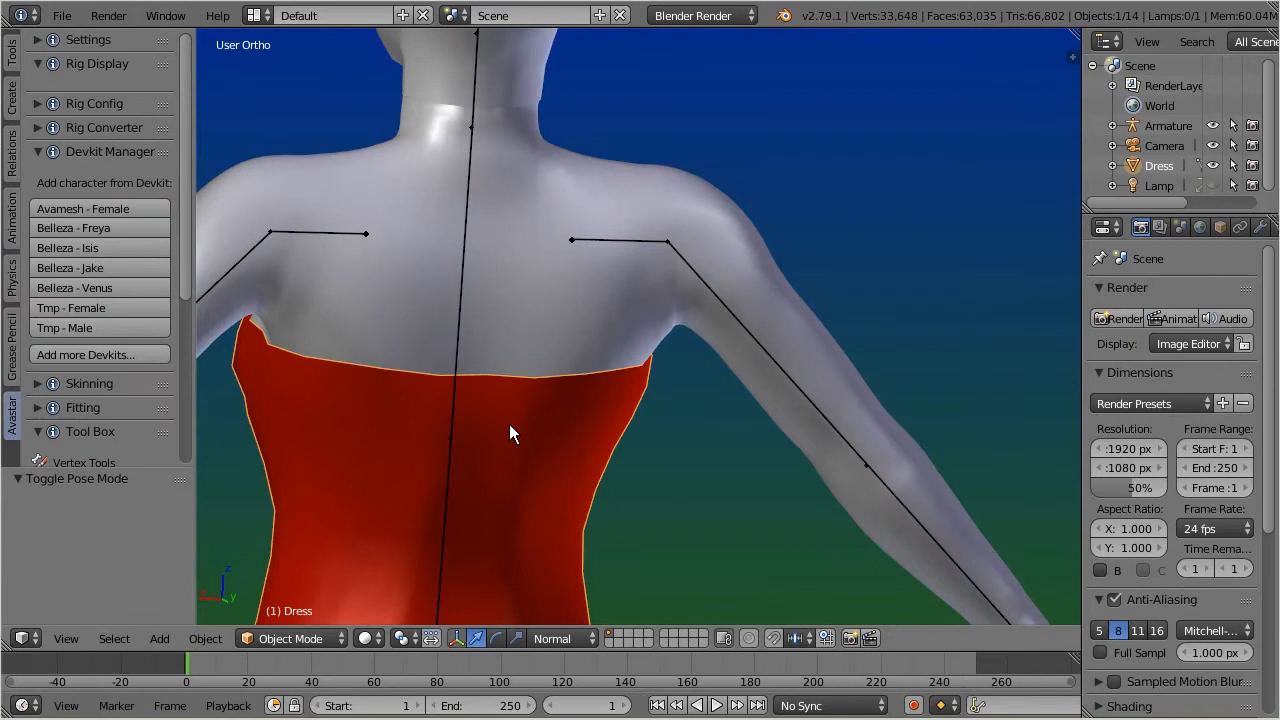 File Render Window Help Default Scene Blender Render v2.79.1 | Verts:33,648 | Faces:63,035 | Tris:66,802 | Objects:1/14 | Lamps:0/1 | Mem:60.04M
Tools
Create
Relations
Animation
Physics
Grease Pencil
Avastar
Settings
Rig Display
Rig Config
Rig Converter
Devkit Manager
Add character from Devkit:
Avamesh - Female
Belleza - Freya
Belleza - Isis
Belleza - Jake
Belleza - Venus
Tmp - Female
Tmp - Male
Add more Devkits...
Skinning
Fitting
Tool Box
Vertex Tools
Toggle Pose Mode
User Ortho
z
y
(1) Dress
View Select Add Object Object Mode Normal
View Search All Scene
Scene
RenderLaye
World
Armature
Camera
Dress
Lamp
Scene
Render
Render Animat Audio
Display: Image Editor
Dimensions
Render Presets
Resolution: Frame Range:
:1920 px Start F: 1
:1080 px End :250
50% Frame :1
Aspect Ratio: Frame Rate:
X: 1.000 24 fps
Y: 1.000 Time Rema...
B C 1 1
Anti-Aliasing
5 8 11 16 Mitchell-...
Full Sampl 1.000 px
Sampled Motion Blur
Shading
-40 -20 0 20 40 60 80 100 120 140 160 180 200 220 240 260
View Marker Frame Playback Start: 1 End: 250 1 No Sync